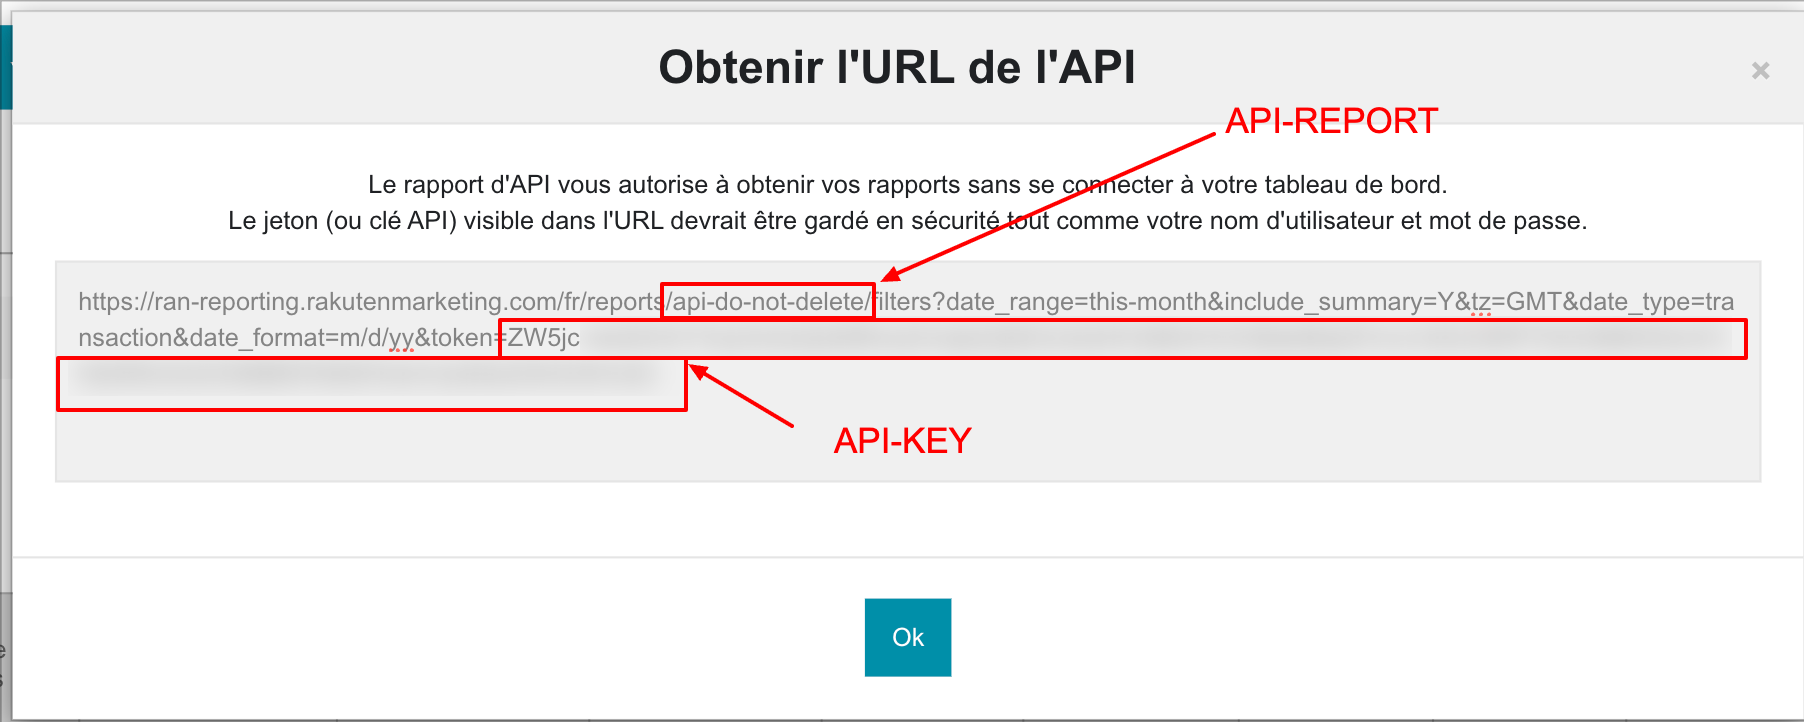 Obtenir l'URL de l'API
×
API-REPORT
Le rapport d'API vous autorise à obtenir vos rapports sans se connecter à votre tableau de bord.
Le jeton (ou clé API) visible dans l'URL devrait être gardé en sécurité tout comme votre nom d'utilisateur et mot de passe.
https://ran-reporting.rakutenmarketing.com/fr/reports/api-do-not-delete/filters?date_range=this-month&include_summary=Y&tz=GMT&date_type=tra
nsaction&date_format=m/d/yy&token=ZW5jc
API-KEY
Ok